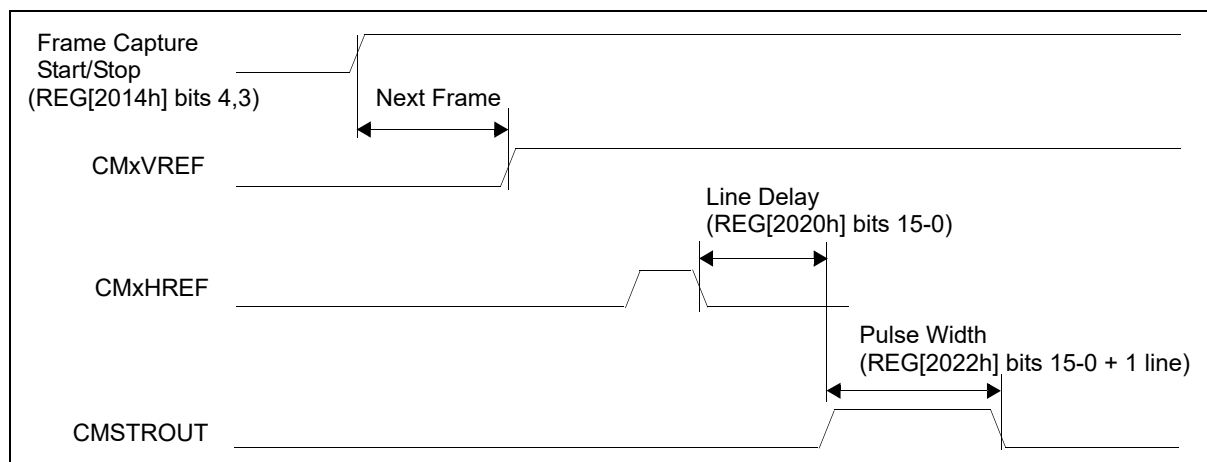 Frame Capture
Start/Stop
(REG[2014h] bits 4,3)
Next Frame
CMxVREF
Line Delay
(REG[2020h] bits 15-0)
CMxHREF
Pulse Width
(REG[2022h] bits 15-0 + 1 line)
CMSTROUT